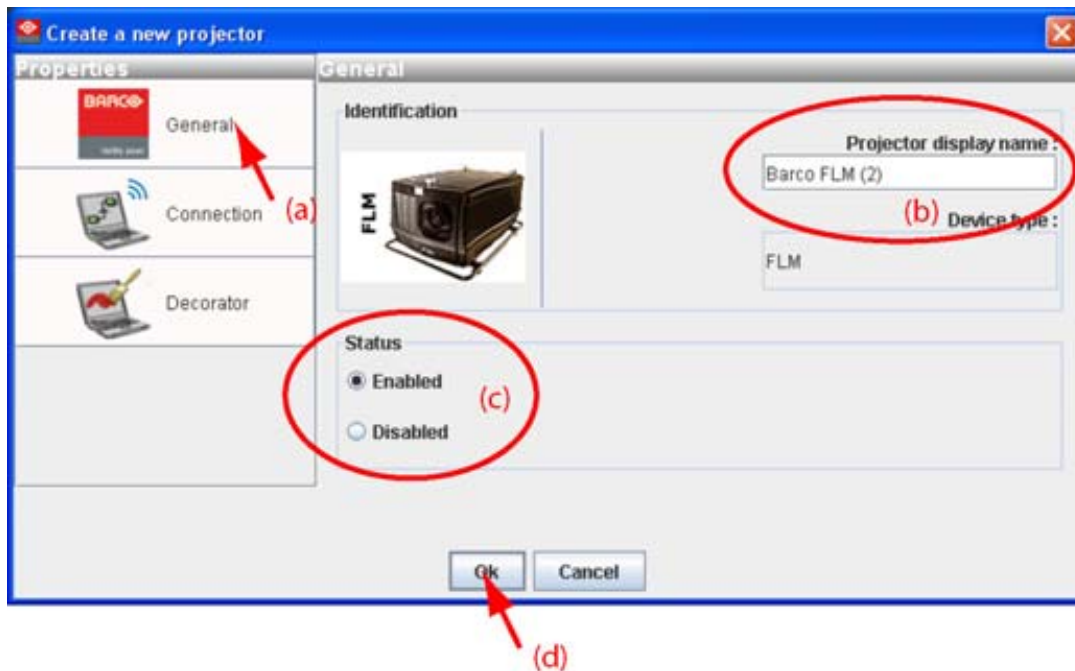 Create a new projector
Properties
General
BARCO
General
(a)
Connection
Decorator
Identification
FLM
Projector display name :
Barco FLM (2)
(b)
Device type :
FLM
Status
Enabled
(c)
Disabled
Ok
Cancel
(d)